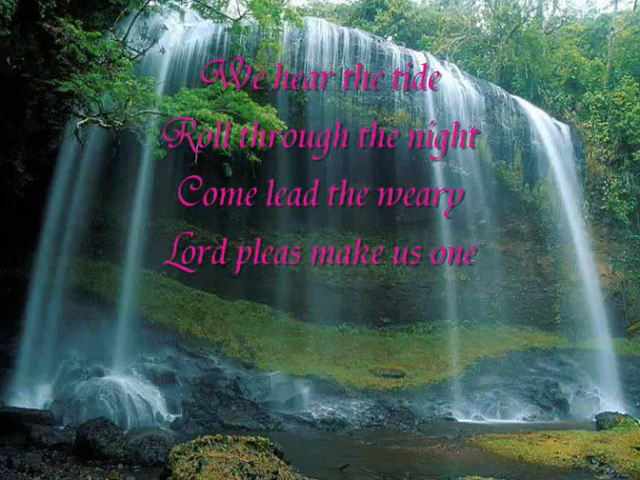 We hear the tide
Roll through the night
Come lead the weary
Lord pleas make us one